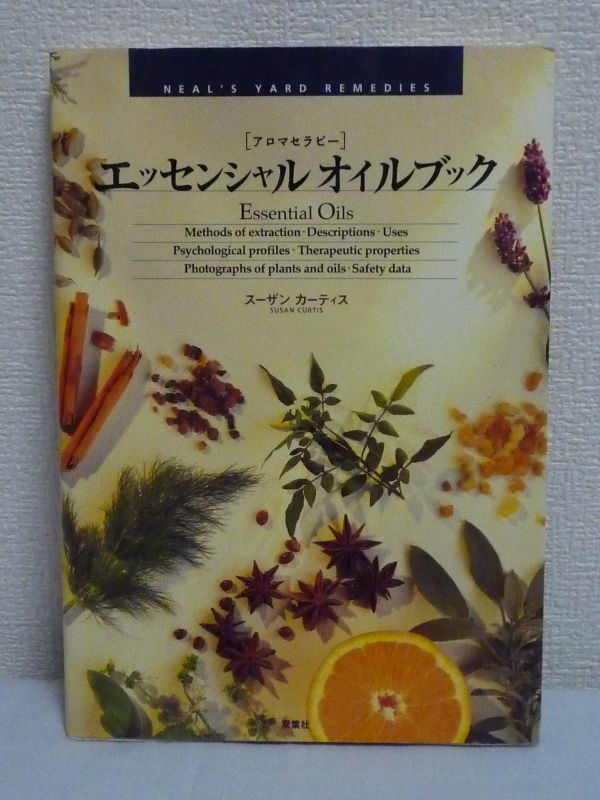 NEAL'S YARD REMEDIES
[アロマセラピー]
エッセンシャル オイルブック
Essential Oils
Methods of extraction・Descriptions・Uses
Psychological profiles・Therapeutic properties
Photographs of plants and oils・Safety data
スーザン カーティス
SUSAN CURTIS
双葉社